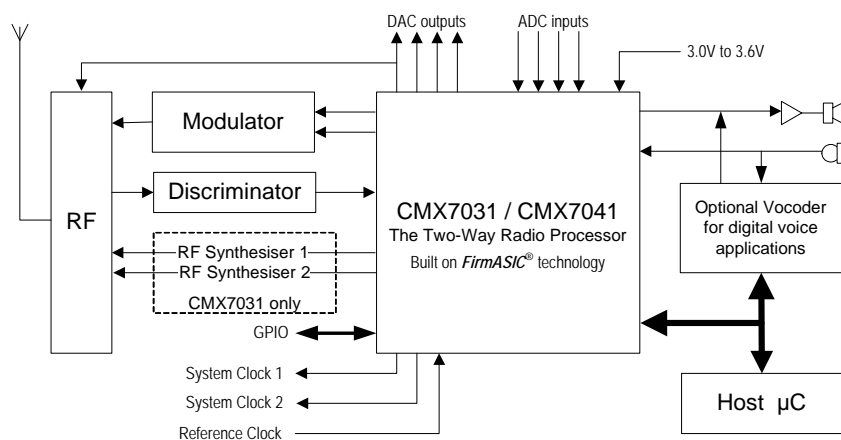 DAC outputs
ADC inputs
3.0V to 3.6V
Modulator
Discriminator
RF
CMX7031 / CMX7041
The Two-Way Radio Processor
Built on FirmASIC® technology
Optional Vocoder
for digital voice
applications
RF Synthesiser 1
RF Synthesiser 2
CMX7031 only
GPIO
System Clock 1
System Clock 2
Reference Clock
Host µC